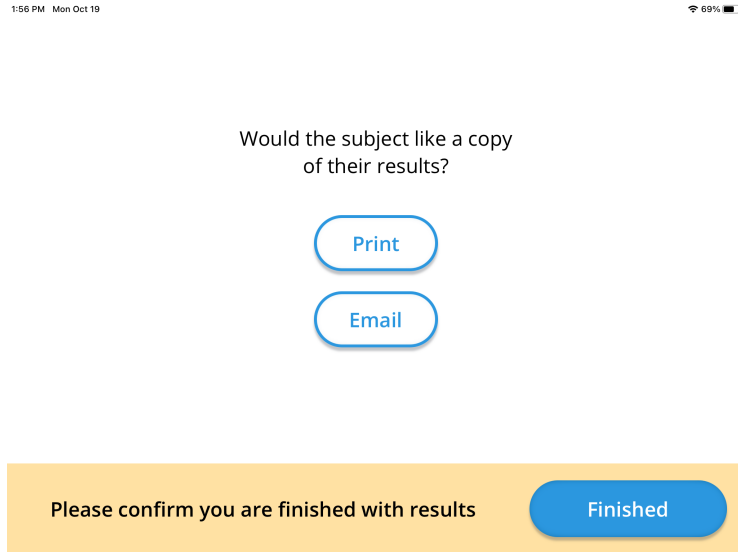 1:56 PM Mon Oct 19 69%
Would the subject like a copy
of their results?
Print
Email
Please confirm you are finished with results
Finished